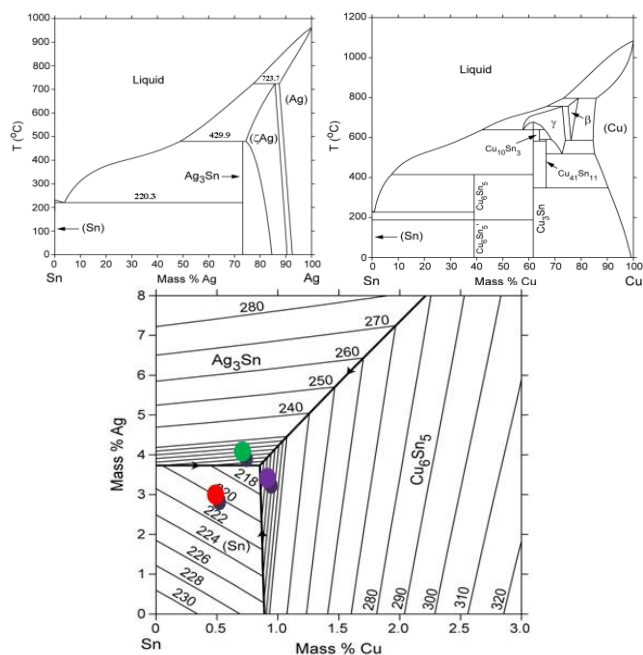 1000
900
800
700
600
500
400
300
200
100
0
T (°C)
Liquid
723.7
(Ag)
429.9
(ζAg)
Ag3Sn
220.3
(Sn)
0 10 20 30 40 50 60 70 80 90 100
Sn Mass % Ag Ag
1200
1000
800
600
400
200
0
T (°C)
Liquid
γ
β
(Cu)
Cu10Sn3
Cu41Sn11
Cu6Sn5
Cu3Sn
Cu6Sn5'
(Sn)
0 10 20 30 40 50 60 70 80 90 100
Sn Mass % Cu Cu
8
7
6
5
4
3
2
1
0
Mass % Ag
280
270
Ag3Sn
260
250
240
Cu6Sn5
218
220
222
224
(Sn)
226
228
230
280
290
300
310
320
0 0.5 1.0 1.5 2.0 2.5 3.0
Sn Mass % Cu